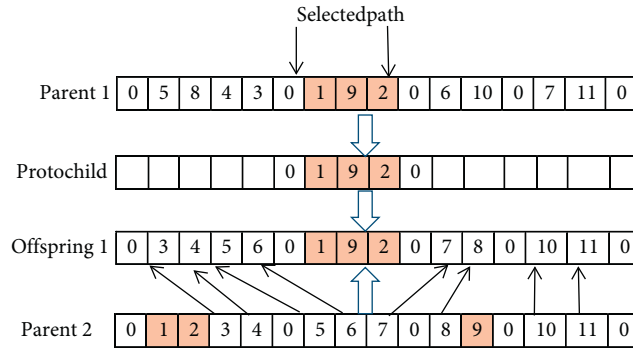 Selectedpath
Parent 1 0 5 8 4 3 0 1 9 2 0 6 10 0 7 11 0
Protochild 0 1 9 2 0
Offspring 1 0 3 4 5 6 0 1 9 2 0 7 8 0 10 11 0
Parent 2 0 1 2 3 4 0 5 6 7 0 8 9 0 10 11 0